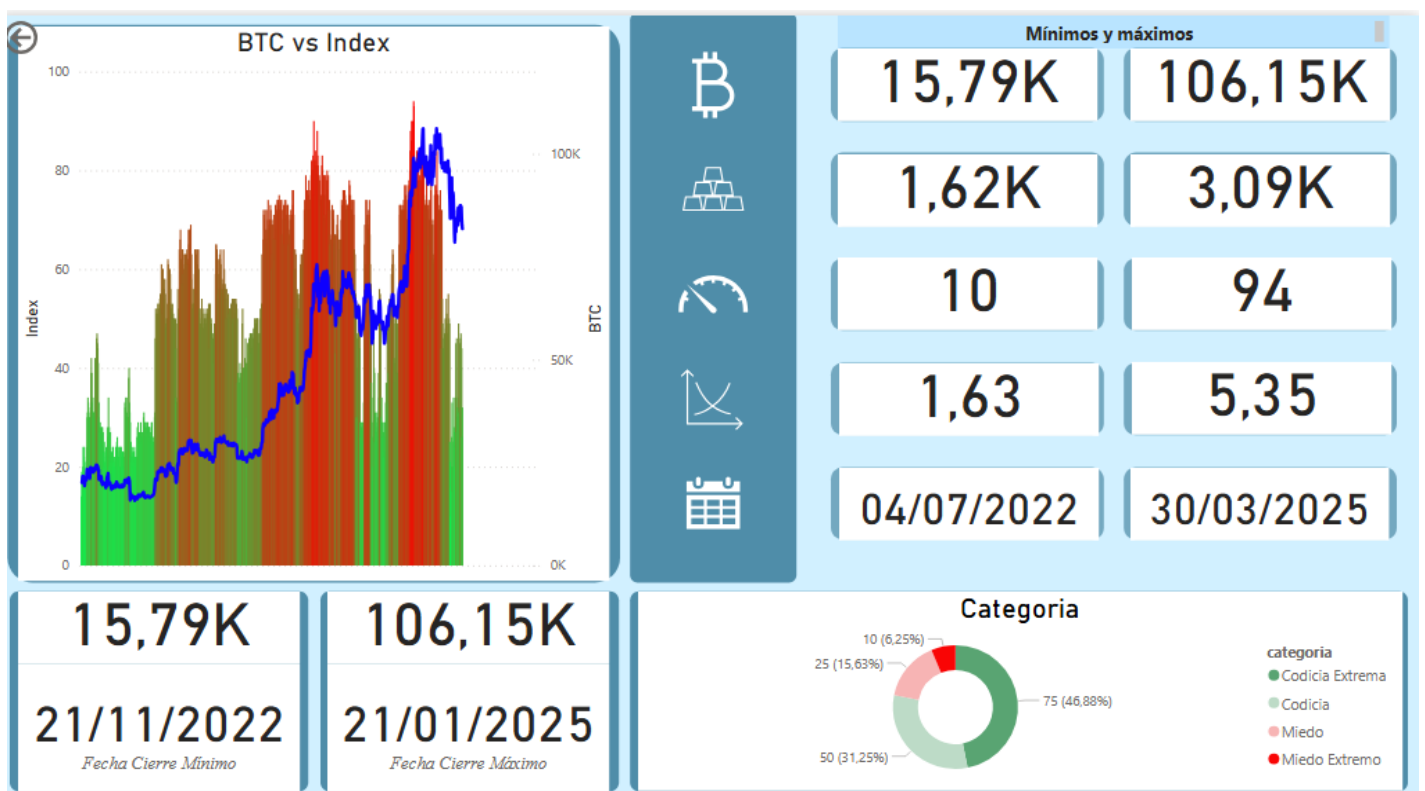 BTC vs Index
100
80
60
40
20
0
Index
100K
50K
0K
BTC
Mínimos y máximos
15,79K 106,15K
1,62K 3,09K
10 94
1,63 5,35
04/07/2022 30/03/2025
15,79K 106,15K
21/11/2022 21/01/2025
Fecha Cierre Mínimo Fecha Cierre Máximo
Categoria
10 (6,25%)
25 (15,63%)
75 (46,88%)
50 (31,25%)
categoria
Codicia Extrema
Codicia
Miedo
Miedo Extremo